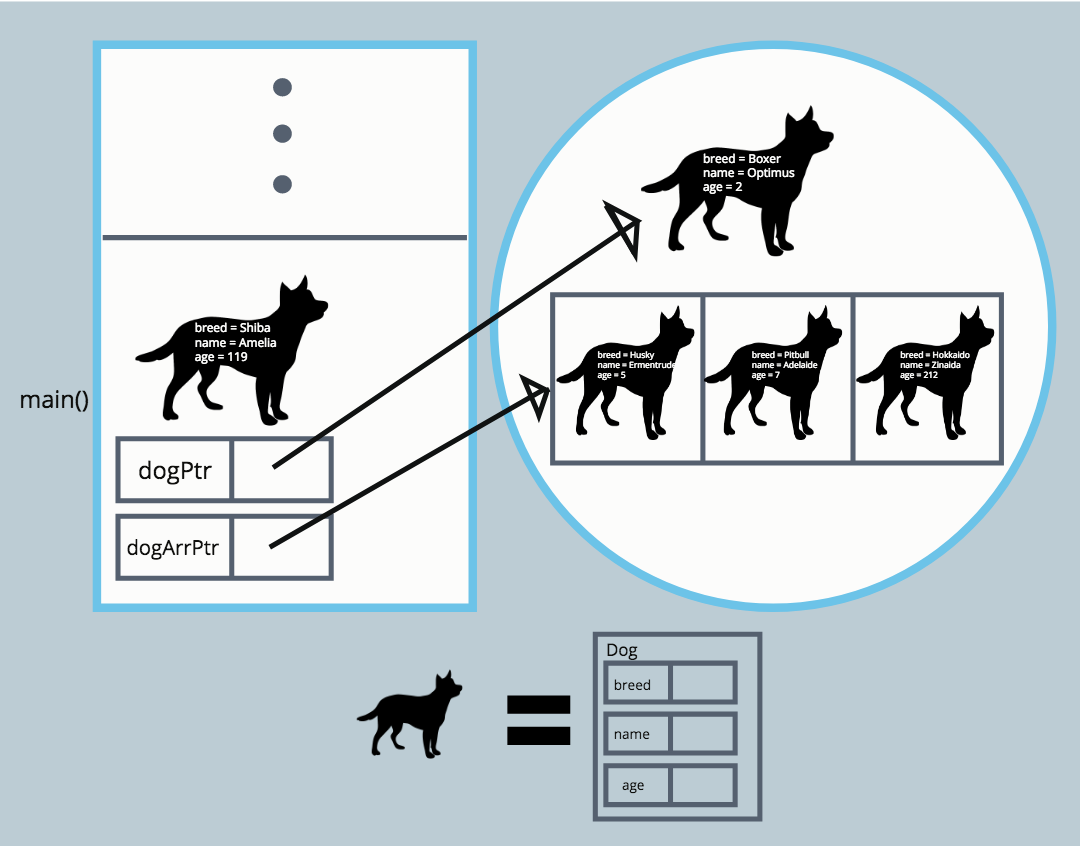 breed = Boxer
name = Optimus
age = 2
breed = Shiba
name = Amelia
age = 119
main()
dogPtr
dogArrPtr
breed = Husky
name = Ermentrude
age = 5
breed = Pitbull
name = Adelaide
age = 7
breed = Hokkaido
name = Zinaida
age = 212
Dog
breed
name
age